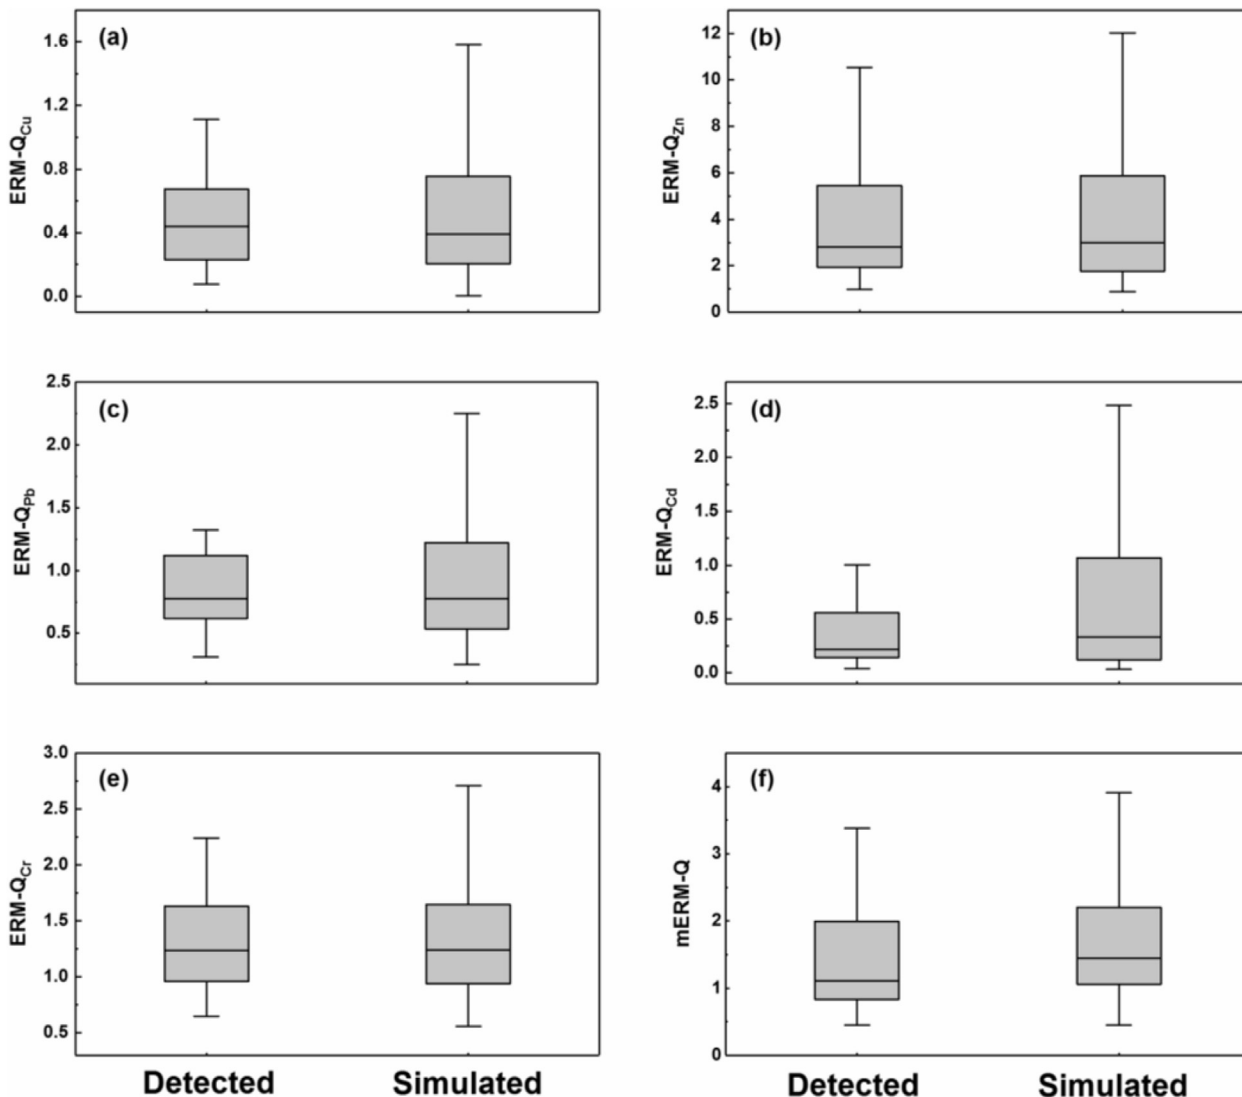 (a)
ERM-QCu
1.6
1.2
0.8
0.4
0.0
(b)
ERM-QZn
12
10
8
6
4
2
0
(c)
ERM-QPb
2.5
2.0
1.5
1.0
0.5
(d)
ERM-QCd
2.5
2.0
1.5
1.0
0.5
0.0
(e)
ERM-QCr
3.0
2.5
2.0
1.5
1.0
0.5
Detected Simulated
(f)
mERM-Q
4
3
2
1
0
Detected Simulated